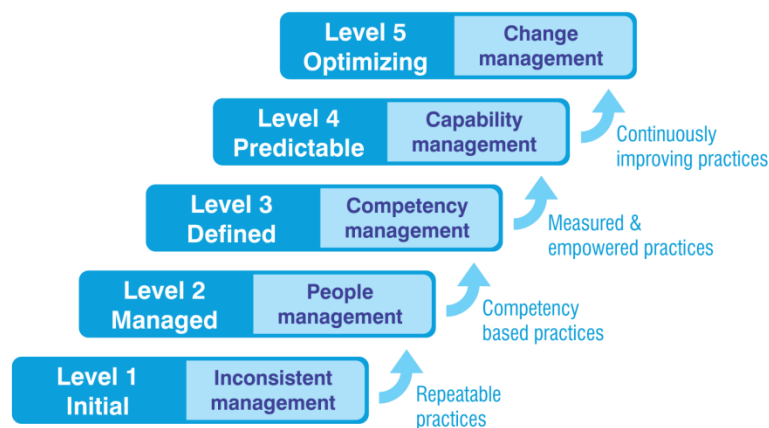 Level 5
Optimizing
Change
management
Level 4
Predictable
Capability
management
Continuously
improving practices
Level 3
Defined
Competency
management
Measured &
empowered practices
Level 2
Managed
People
management
Competency
based practices
Level 1
Initial
Inconsistent
management
Repeatable
practices